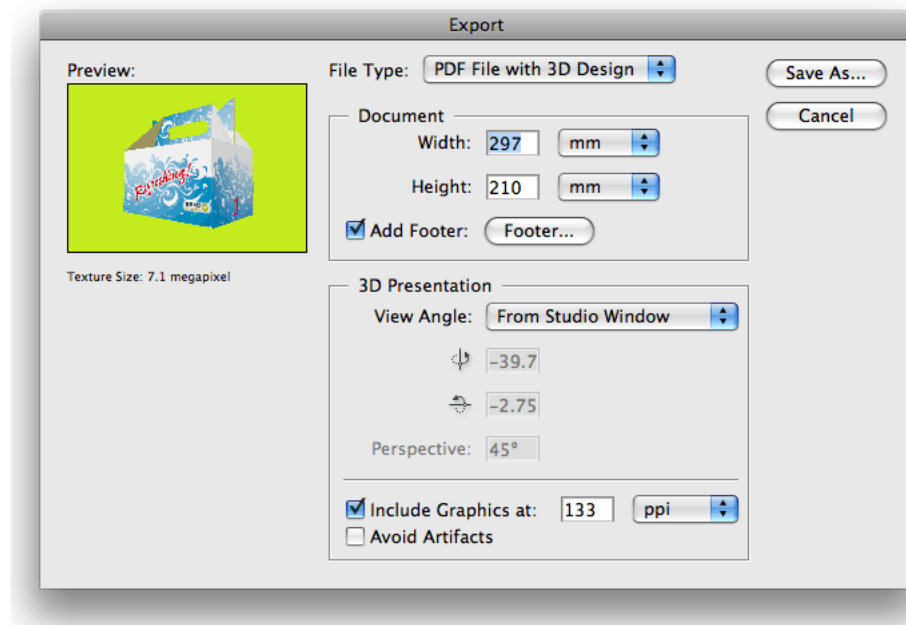 Export
Preview:
Refreshing!
Texture Size: 7.1 megapixel
File Type: PDF File with 3D Design
Document
Width: 297 mm
Height: 210 mm
Add Footer: Footer...
3D Presentation
View Angle: From Studio Window
-39.7
-2.75
Perspective: 45°
Include Graphics at: 133 ppi
Avoid Artifacts
Save As...
Cancel